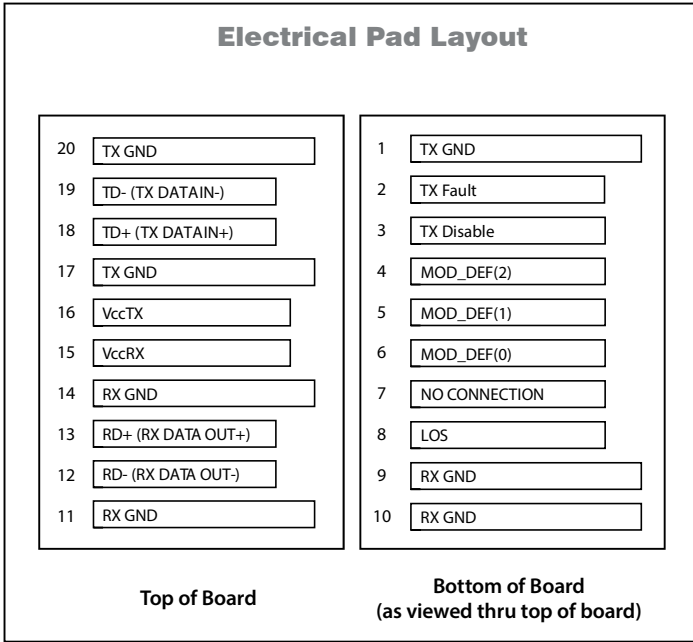 Electrical Pad Layout
20 TX GND
19 TD- (TX DATAIN-)
18 TD+ (TX DATAIN+)
17 TX GND
16 VccTX
15 VccRX
14 RX GND
13 RD+ (RX DATA OUT+)
12 RD- (RX DATA OUT-)
11 RX GND
Top of Board
1 TX GND
2 TX Fault
3 TX Disable
4 MOD_DEF(2)
5 MOD_DEF(1)
6 MOD_DEF(0)
7 NO CONNECTION
8 LOS
9 RX GND
10 RX GND
Bottom of Board
(as viewed thru top of board)